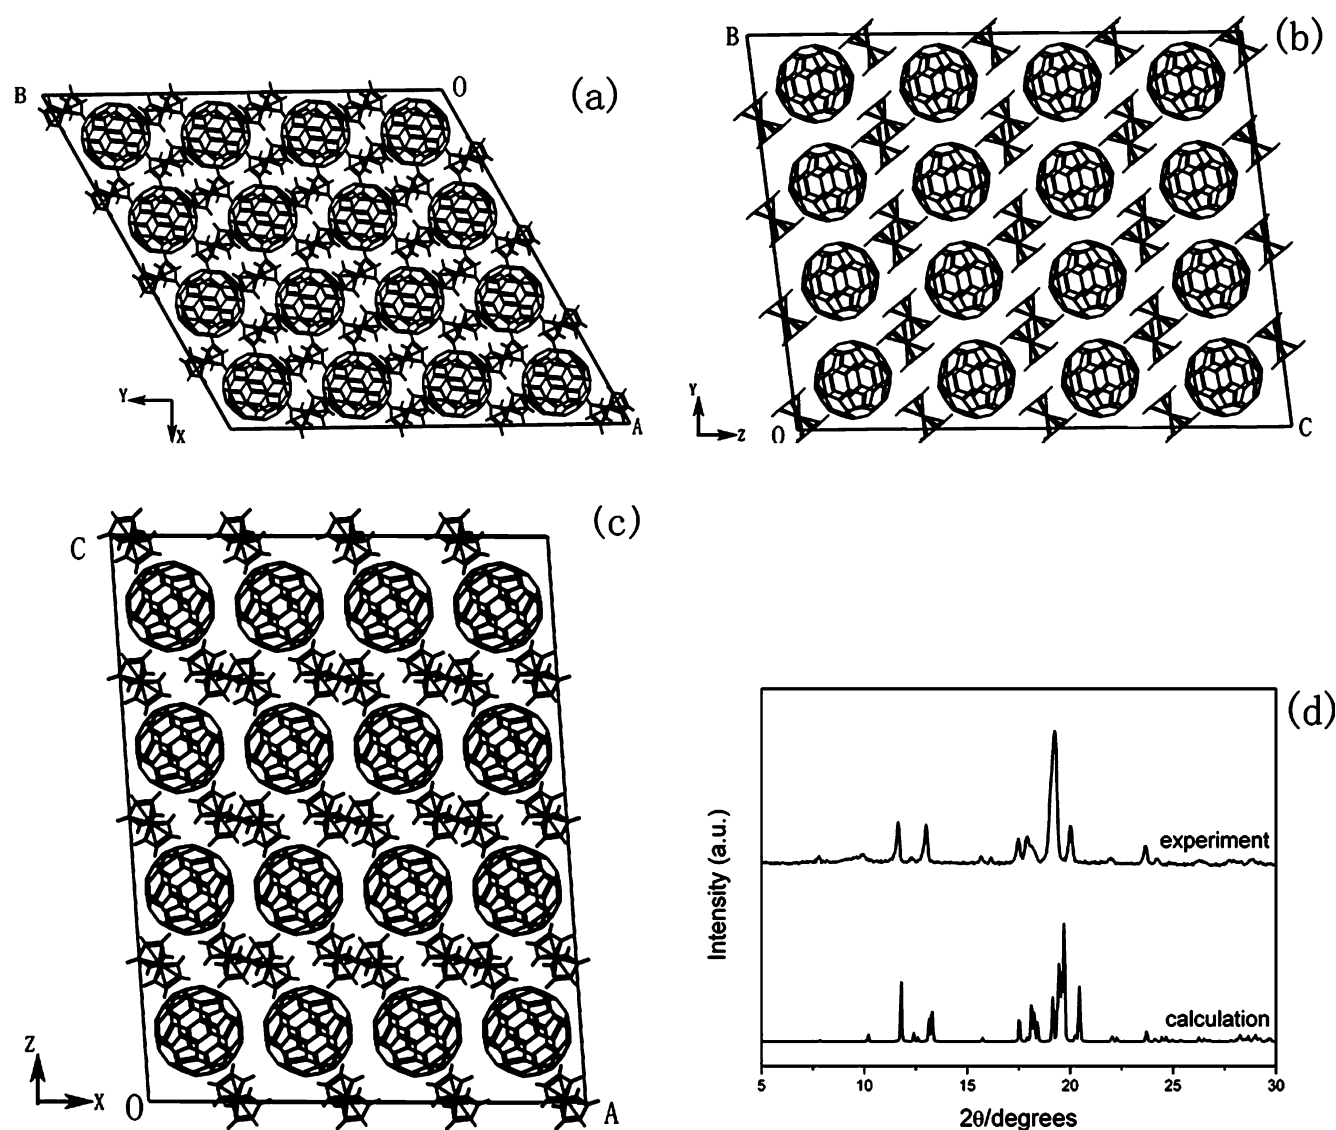 (a)
B
O
Y
X
A
(b)
B
Y
Z
O
C
(c)
C
Z
X
O
A
(d)
Intensity (a.u.)
experiment
calculation
5 10 15 20 25 30
2θ/degrees